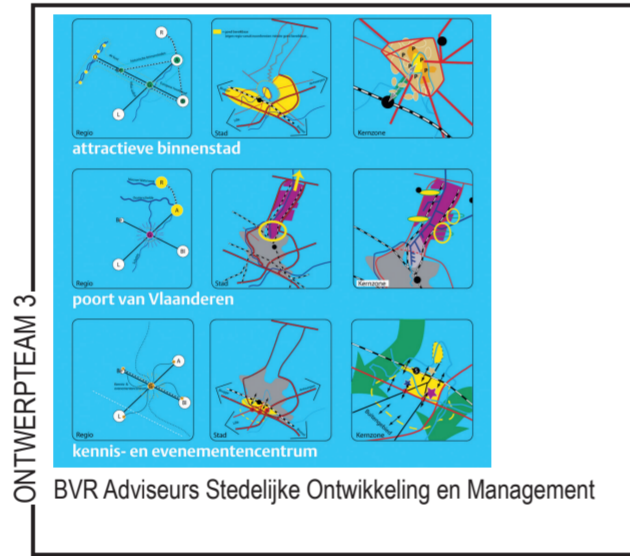 ONTWERPTEAM 3
R
A
B
L
Regio
Stad
P
P
P
P
Kernzone
attractieve binnenstad
R
A
B
L
Regio
Stad
Kernzone
poort van Vlaanderen
A
B
L
Regio
Stad
Buitengebied
Kernzone
kennis- en evenementencentrum
BVR Adviseurs Stedelijke Ontwikkeling en Management